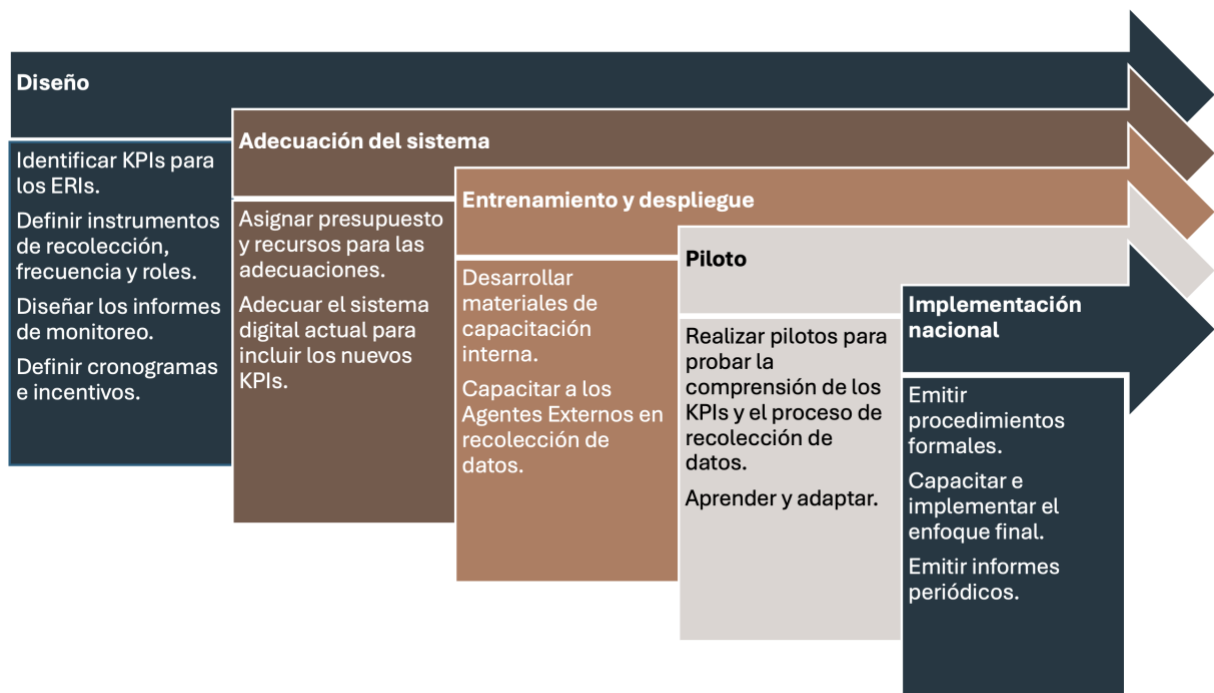 Diseño
Identificar KPIs para
los ERIs.
Definir instrumentos
de recolección,
frecuencia y roles.
Diseñar los informes
de monitoreo.
Definir cronogramas
e incentivos.
Adecuación del sistema
Asignar presupuesto
y recursos para las
adecuaciones.
Adecuar el sistema
digital actual para
incluir los nuevos
KPIs.
Entrenamiento y despliegue
Desarrollar
materiales de
capacitación
interna.
Capacitar a los
Agentes Externos en
recolección de
datos.
Piloto
Realizar pilotos para
probar la
comprensión de los
KPIs y el proceso de
recolección de
datos.
Aprender y adaptar.
Implementación
nacional
Emitir
procedimientos
formales.
Capacitar e
implementar el
enfoque final.
Emitir informes
periódicos.